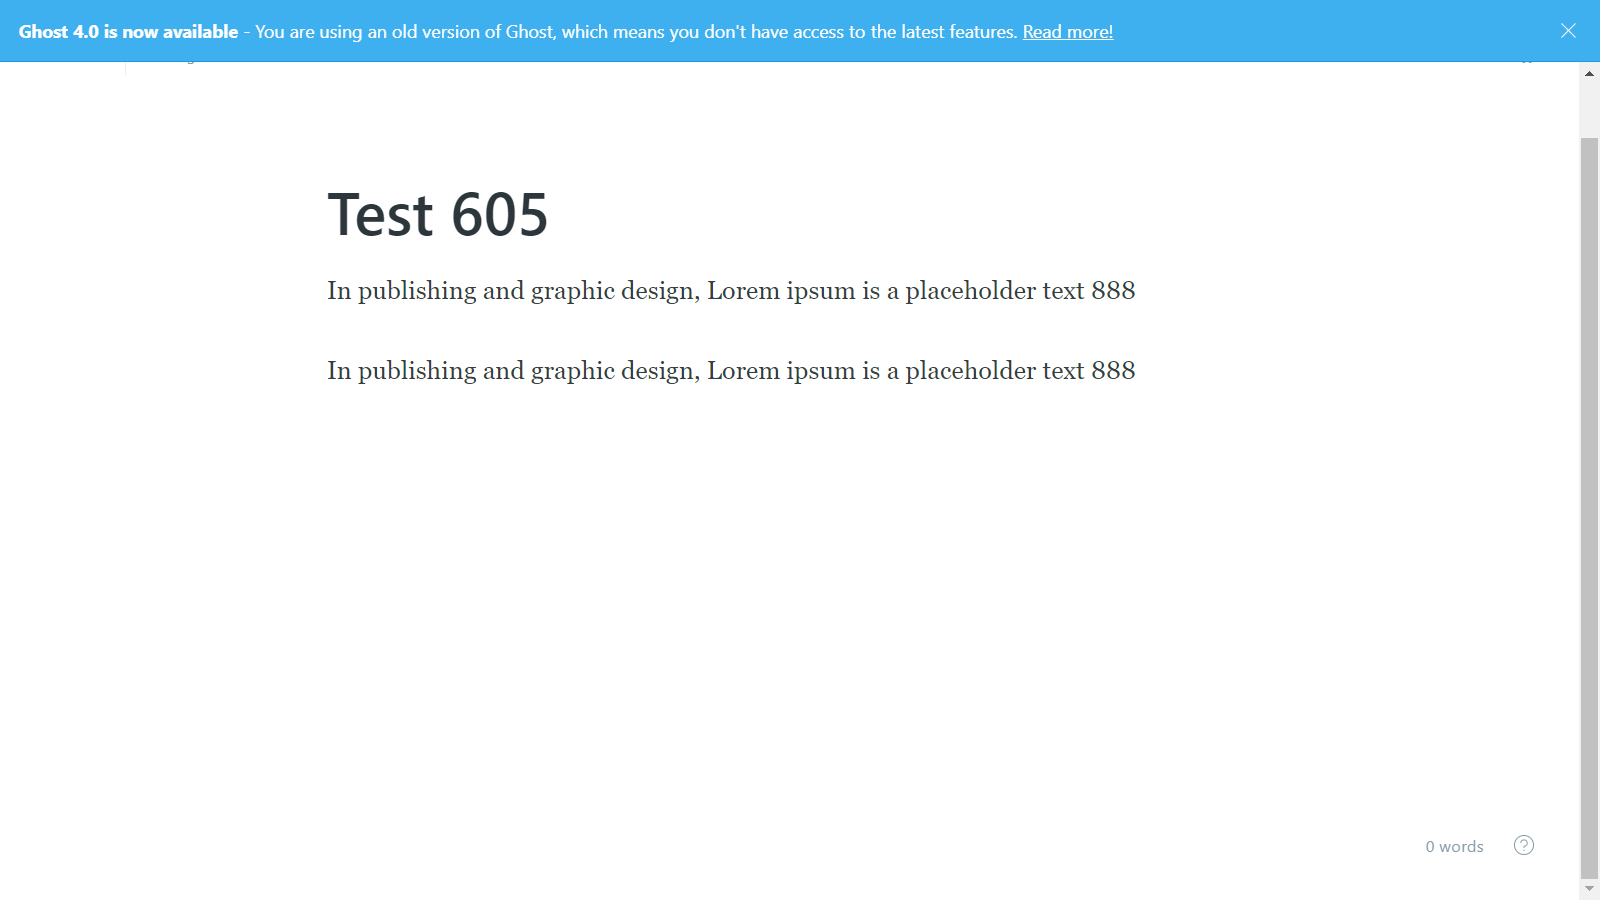 Ghost 4.0 is now available - You are using an old version of Ghost, which means you don't have access to the latest features. Read more!
Test 605
In publishing and graphic design, Lorem ipsum is a placeholder text 888
In publishing and graphic design, Lorem ipsum is a placeholder text 888
0 words
?